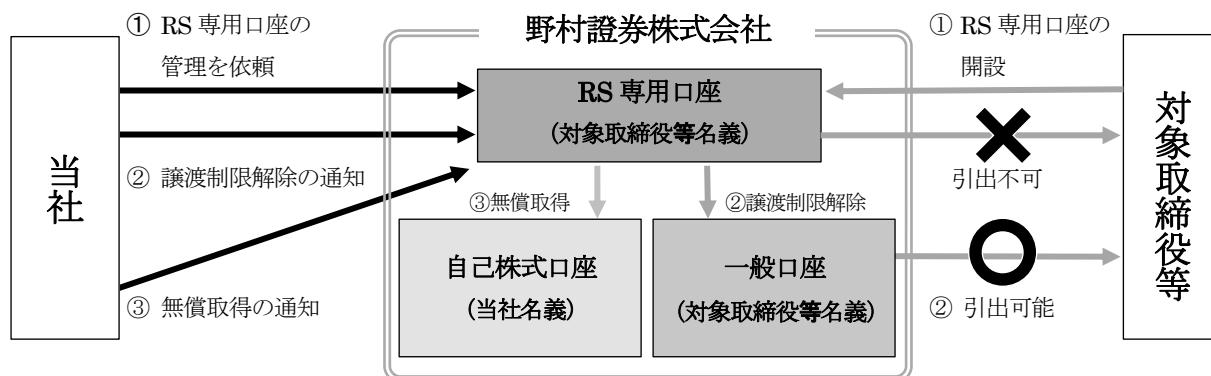 当社
① RS 専用口座の
管理を依頼
② 譲渡制限解除の通知
③ 無償取得の通知
野村證券株式会社
RS 専用口座
(対象取締役等名義)
③無償取得
②譲渡制限解除
自己株式口座
(当社名義)
一般口座
(対象取締役等名義)
① RS 専用口座の
開設
引出不可
② 引出可能
対象取締役等